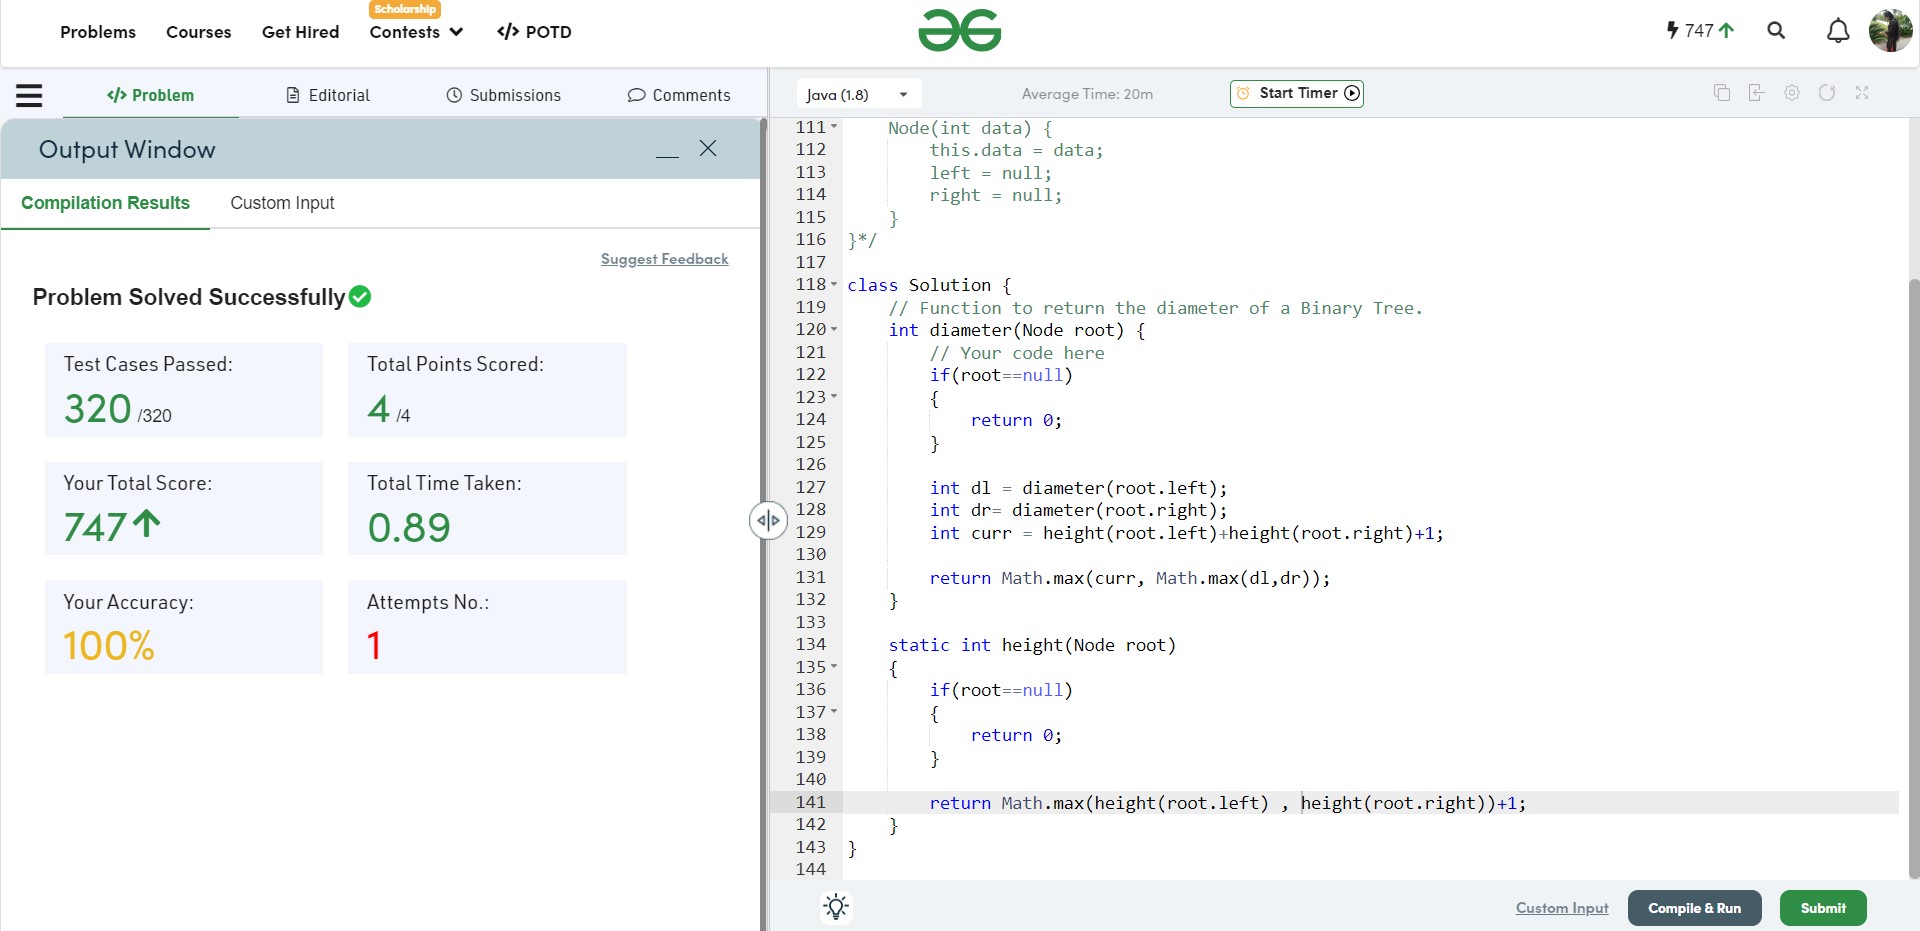 Problems Courses Get Hired Scholarship Contests </> POTD 747
</> Problem Editorial Submissions Comments
Java (1.8) Average Time: 20m Start Timer
Output Window
Compilation Results Custom Input
Suggest Feedback
Problem Solved Successfully
Test Cases Passed:
320 /320
Total Points Scored:
4 /4
Your Total Score:
747
Total Time Taken:
0.89
Your Accuracy:
100%
Attempts No.:
1
111 Node(int data) {
112 this.data = data;
113 left = null;
114 right = null;
115 }
116 }*/
117
118 class Solution {
119 // Function to return the diameter of a Binary Tree.
120 int diameter(Node root) {
121 // Your code here
122 if(root==null)
123 {
124 return 0;
125 }
126
127 int dl = diameter(root.left);
128 int dr= diameter(root.right);
129 int curr = height(root.left)+height(root.right)+1;
130
131 return Math.max(curr, Math.max(dl,dr));
132 }
133
134 static int height(Node root)
135 {
136 if(root==null)
137 {
138 return 0;
139 }
140
141 return Math.max(height(root.left) , height(root.right))+1;
142 }
143 }
144
Custom Input Compile & Run Submit